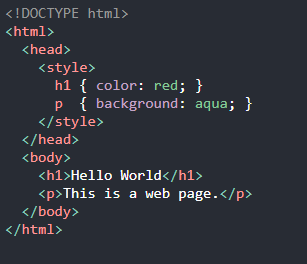 <!DOCTYPE html>
<html>
  <head>
    <style>
      h1 { color: red; }
      p  { background: aqua; }
    </style>
  </head>
  <body>
    <h1>Hello World</h1>
    <p>This is a web page.</p>
  </body>
</html>